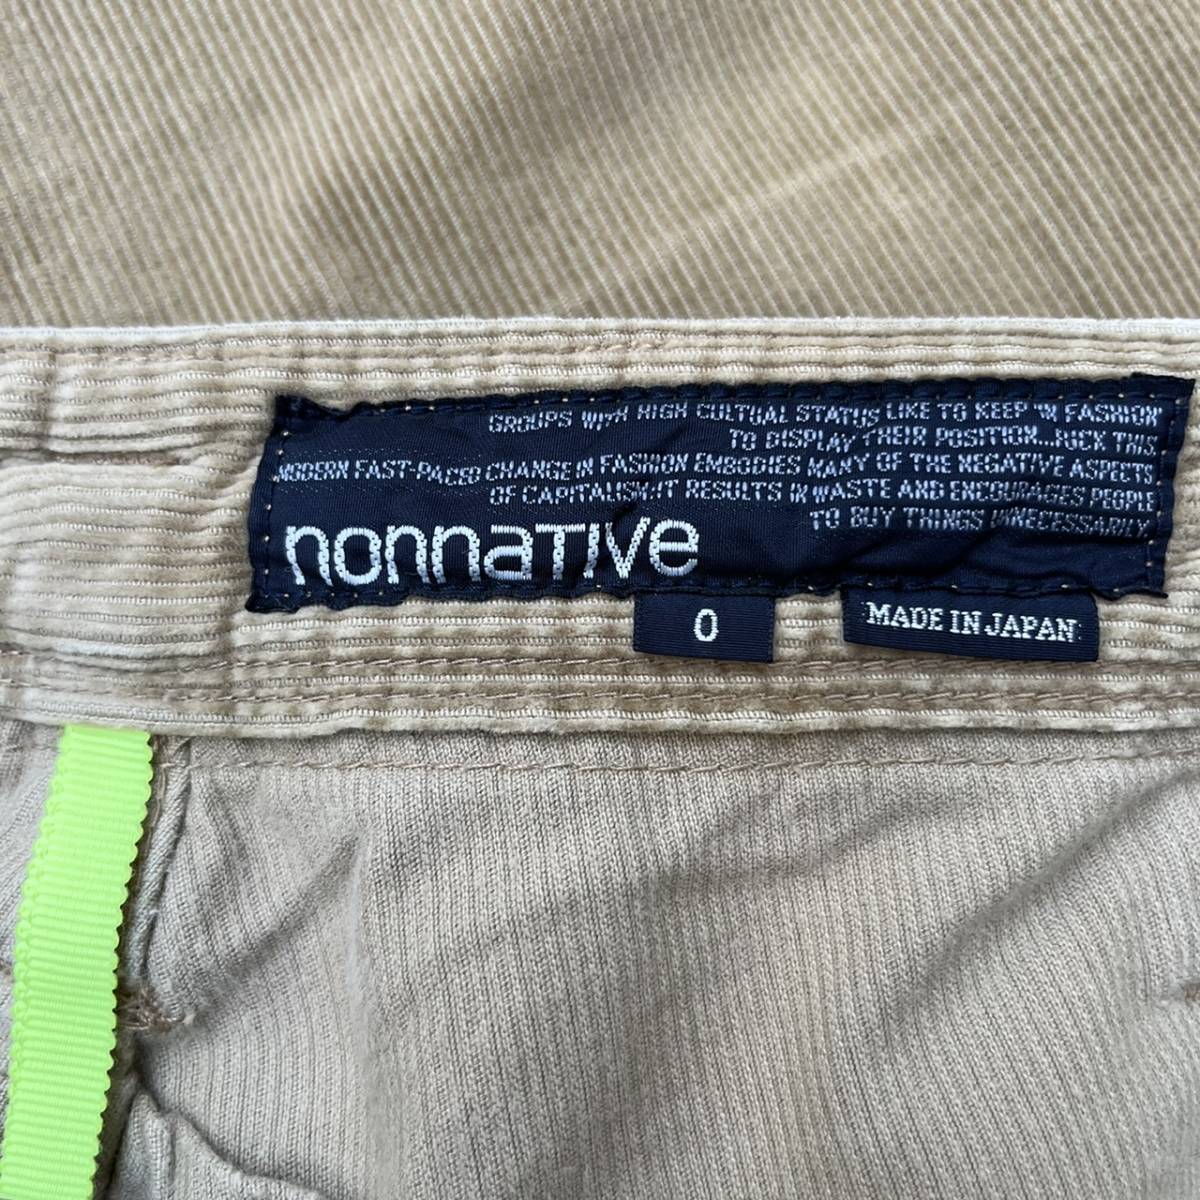 GROUPS WITH HIGH CULTUAL STATUS LIKE TO KEEP IN FASHION
TO DISPLAY THEIR POSITION...KICK THIS
MODERN FAST-PACED CHANGE IN FASHION EMBODIES MANY OF THE NEGATIVE ASPECTS
OF CAPITALISM.IT RESULTS IN WASTE AND ENCOURAGES PEOPLE
TO BUY THINGS UNNECESSARILY.
nonnaTIVe
0
MADE IN JAPAN